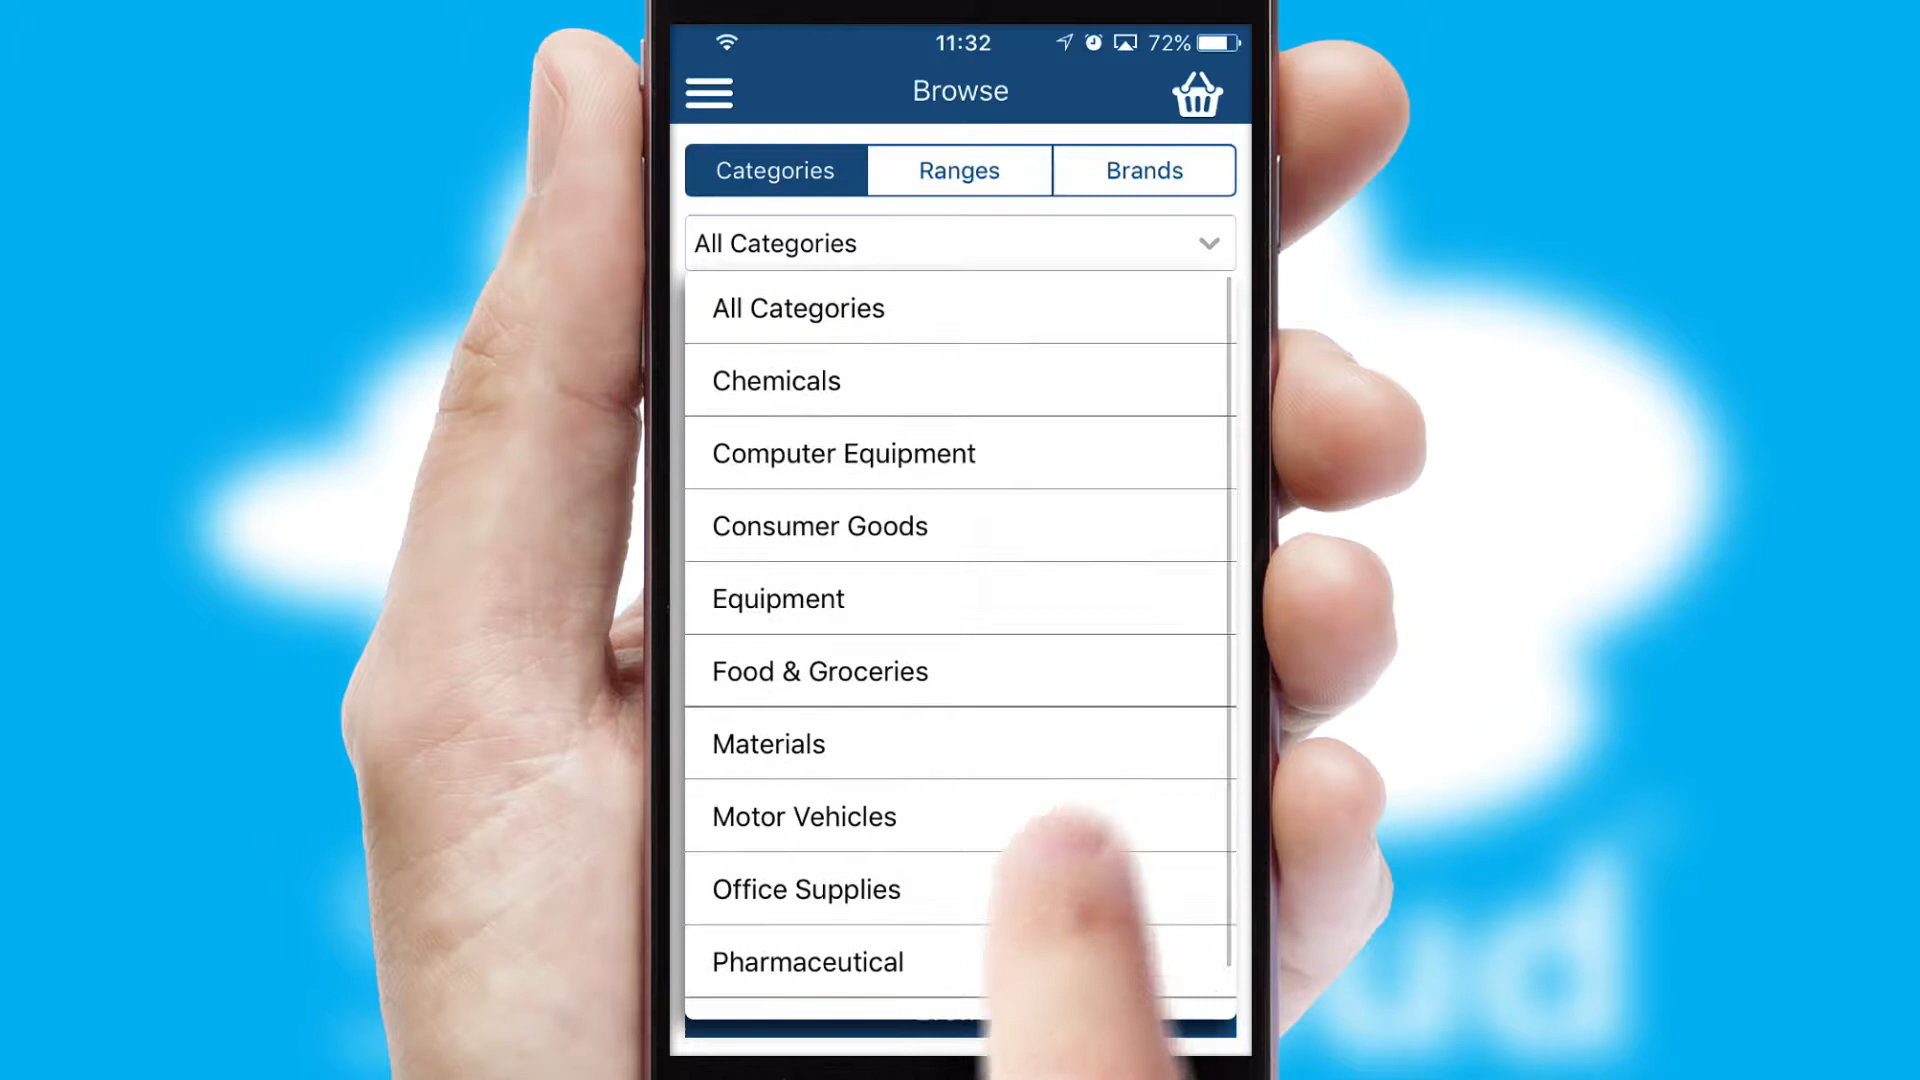 11:32
72%
Browse
Categories
Ranges
Brands
All Categories
All Categories
Chemicals
Computer Equipment
Consumer Goods
Equipment
Food & Groceries
Materials
Motor Vehicles
Office Supplies
Pharmaceutical